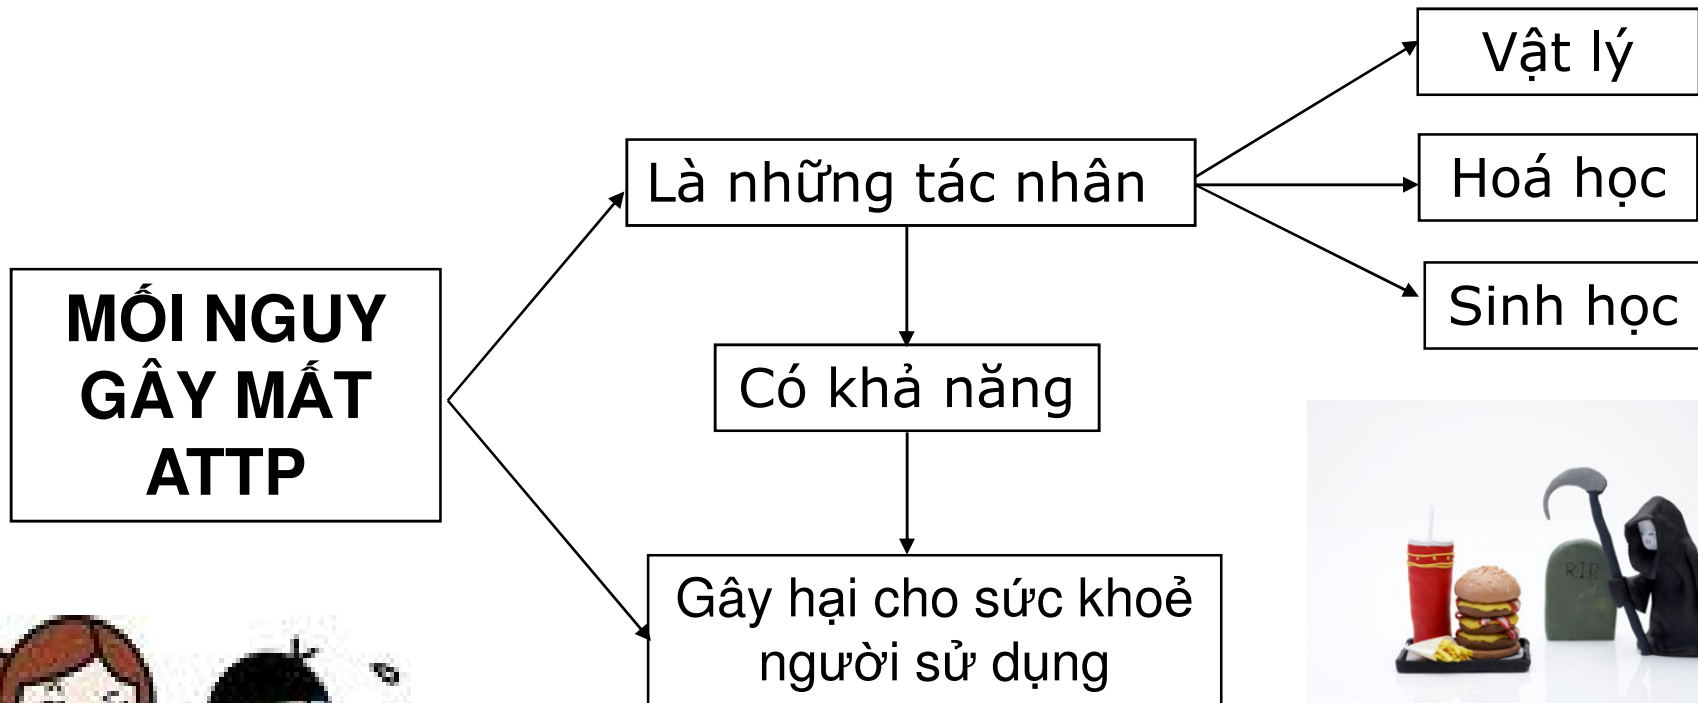 Vật lý
Là những tác nhân
Hoá học
Sinh học
MỐI NGUY
GÂY MẤT
ATTP
Có khả năng
Gây hại cho sức khoẻ
người sử dụng
R.I.P